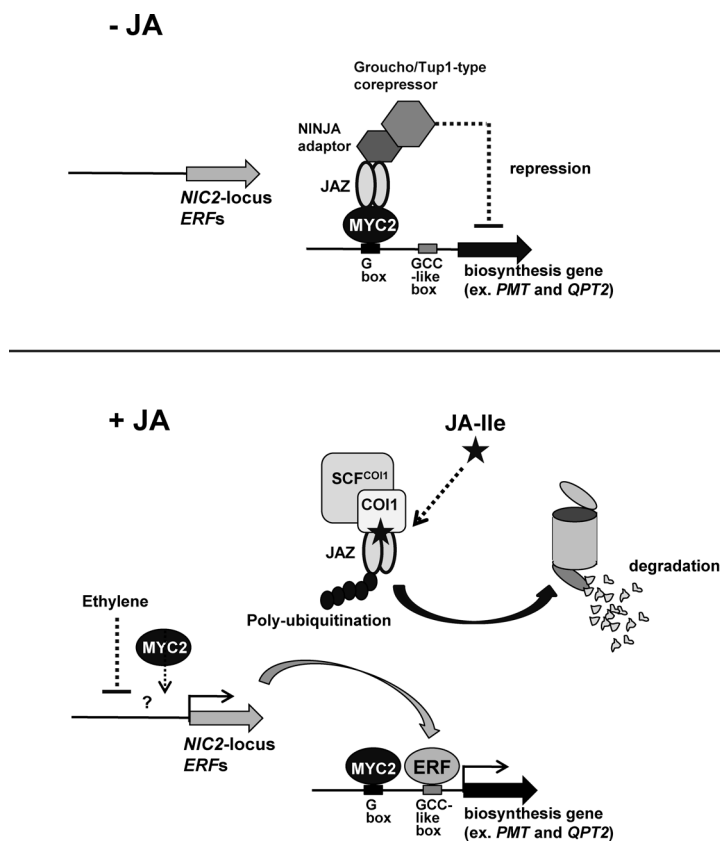 - JA
Groucho/Tup1-type
corepressor
NINJA
adaptor
JAZ
repression
MYC2
NIC2-locus
ERFs
G
box
GCC
-like
box
biosynthesis gene
(ex. PMT and QPT2)
+ JA
JA-Ile
SCFCOI1
COI1
JAZ
degradation
Poly-ubiquitination
Ethylene
MYC2
?
NIC2-locus
ERFs
MYC2
ERF
G
box
GCC-
like
box
biosynthesis gene
(ex. PMT and QPT2)